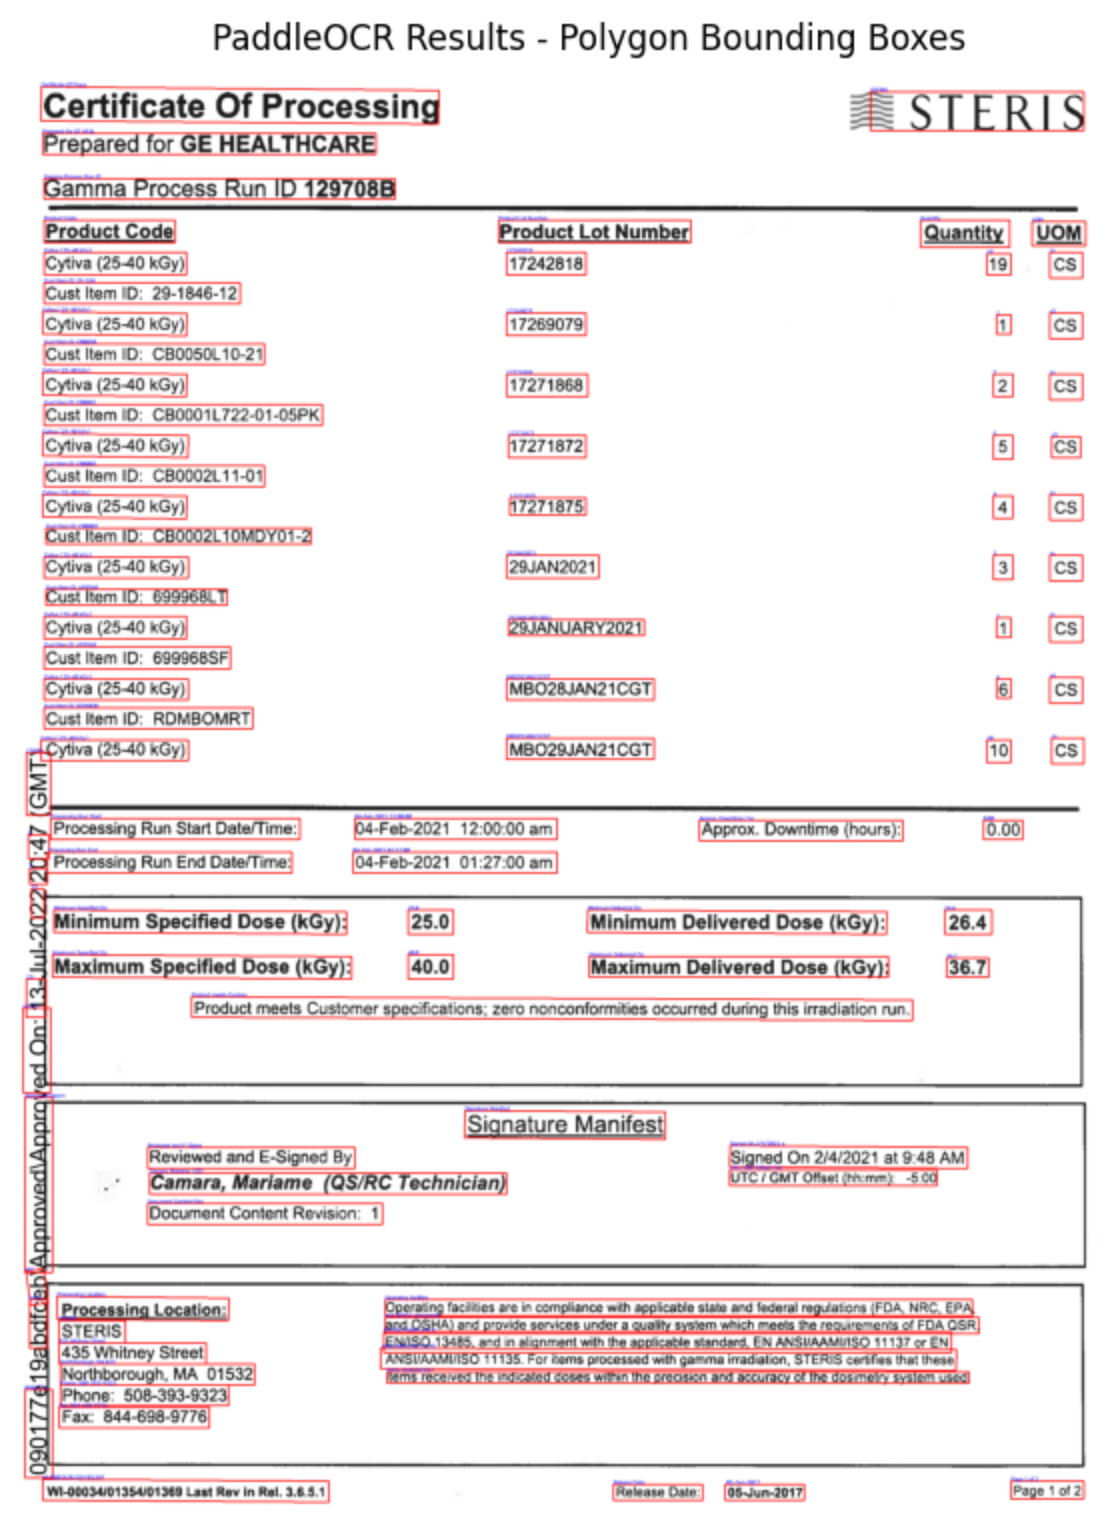 PaddleOCR Results - Polygon Bounding Boxes
Certificate Of Processing
STERIS
Prepared for GE HEALTHCARE
Gamma Process Run ID 129708B
Product Code Product Lot Number Quantity UOM
Cytiva (25-40 kGy) 17242818 19 CS
Cust Item ID: 29-1846-12
Cytiva (25-40 kGy) 17269079 1 CS
Cust Item ID: CB0050L10-21
Cytiva (25-40 kGy) 17271868 2 CS
Cust Item ID: CB0001L722-01-05PK
Cytiva (25-40 kGy) 17271872 5 CS
Cust Item ID: CB0002L11-01
Cytiva (25-40 kGy) 17271875 4 CS
Cust Item ID: CB0002L10MDY01-2
Cytiva (25-40 kGy) 29JAN2021 3 CS
Cust Item ID: 699968LT
Cytiva (25-40 kGy) 29JANUARY2021 1 CS
Cust Item ID: 699968SF
Cytiva (25-40 kGy) MBO28JAN21CGT 6 CS
Cust Item ID: RDMBOMRT
Cytiva (25-40 kGy) MBO29JAN21CGT 10 CS
Processing Run Start Date/Time: 04-Feb-2021 12:00:00 am Approx. Downtime (hours): 0.00
Processing Run End Date/Time: 04-Feb-2021 01:27:00 am
Minimum Specified Dose (kGy): 25.0 Minimum Delivered Dose (kGy): 26.4
Maximum Specified Dose (kGy): 40.0 Maximum Delivered Dose (kGy): 36.7
Product meets Customer specifications; zero nonconformities occurred during this irradiation run.
Signature Manifest
Reviewed and E-Signed By Signed On 2/4/2021 at 9:48 AM
Camara, Mariame (QS/RC Technician) UTC / GMT Offset (hh:mm): -5:00
Document Content Revision: 1
Processing Location:
STERIS
435 Whitney Street
Northborough, MA 01532
Phone: 508-393-9323
Fax: 844-698-9776
Operating facilities are in compliance with applicable state and federal regulations (FDA, NRC, EPA
and OSHA) and provide services under a quality system which meets the requirements of FDA QSR,
EN/ISO 13485, and in alignment with the applicable standard, EN ANSI/AAMI/ISO 11137 or EN
ANSI/AAMI/ISO 11135. For items processed with gamma irradiation, STERIS certifies that these
items received the indicated doses within the precision and accuracy of the dosimetry system used
WI-00034/01354/01369 Last Rev in Rel. 3.6.5.1 Release Date: 05-Jun-2017 Page 1 of 2
090177e19abdfceb\Approved\Approved On: 13-Jul-2022 20:47 (GMT)